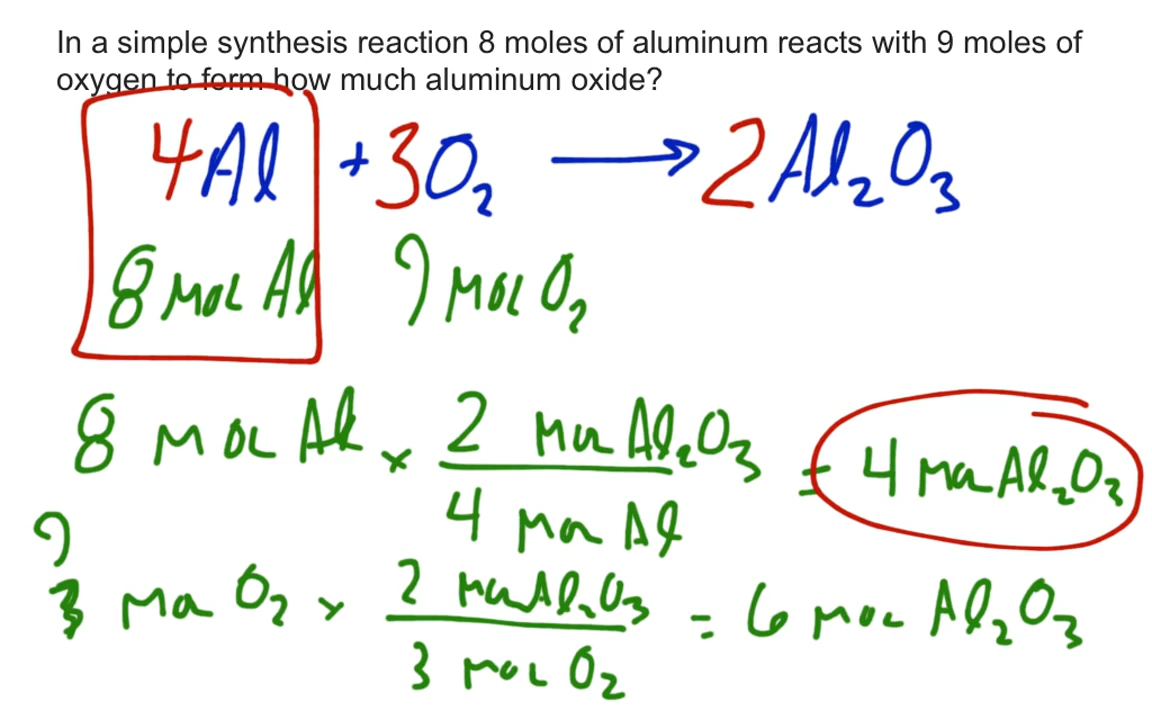 In a simple synthesis reaction 8 moles of aluminum reacts with 9 moles of
oxygen to form how much aluminum oxide?
4Al + 3O₂ → 2Al₂O₃
8 mol Al 9 mol O₂
8 mol Al × 2 mol Al₂O₃ / 4 mol Al = 4 mol Al₂O₃
9
3 mol O₂ × 2 mol Al₂O₃ / 3 mol O₂ = 6 mol Al₂O₃